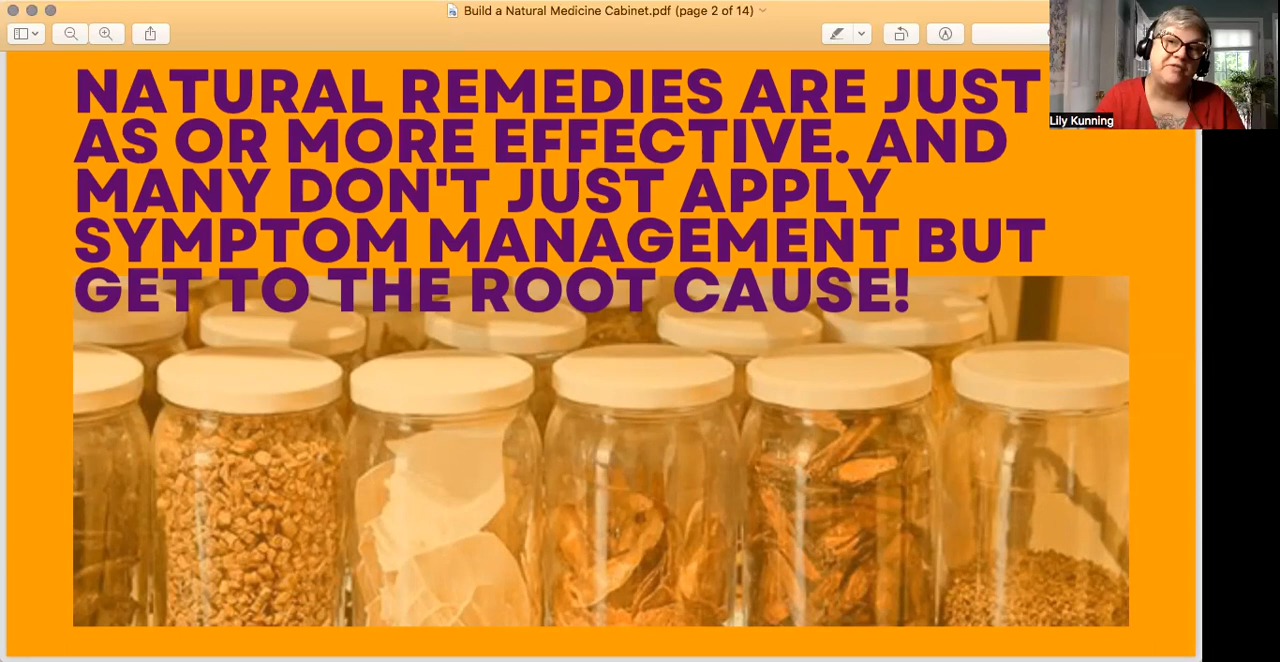 Build a Natural Medicine Cabinet.pdf (page 2 of 14)
NATURAL REMEDIES ARE JUST
AS OR MORE EFFECTIVE. AND
MANY DON'T JUST APPLY
SYMPTOM MANAGEMENT BUT
GET TO THE ROOT CAUSE!
Lily Kunning